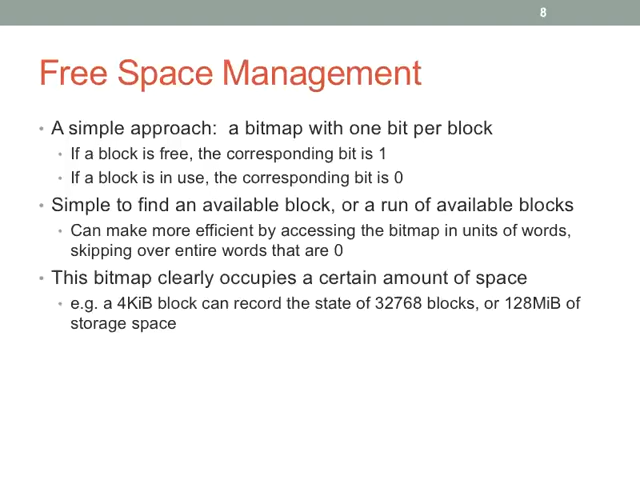 8
Free Space Management
• A simple approach:  a bitmap with one bit per block
• If a block is free, the corresponding bit is 1
• If a block is in use, the corresponding bit is 0
• Simple to find an available block, or a run of available blocks
• Can make more efficient by accessing the bitmap in units of words,
skipping over entire words that are 0
• This bitmap clearly occupies a certain amount of space
• e.g. a 4KiB block can record the state of 32768 blocks, or 128MiB of
storage space